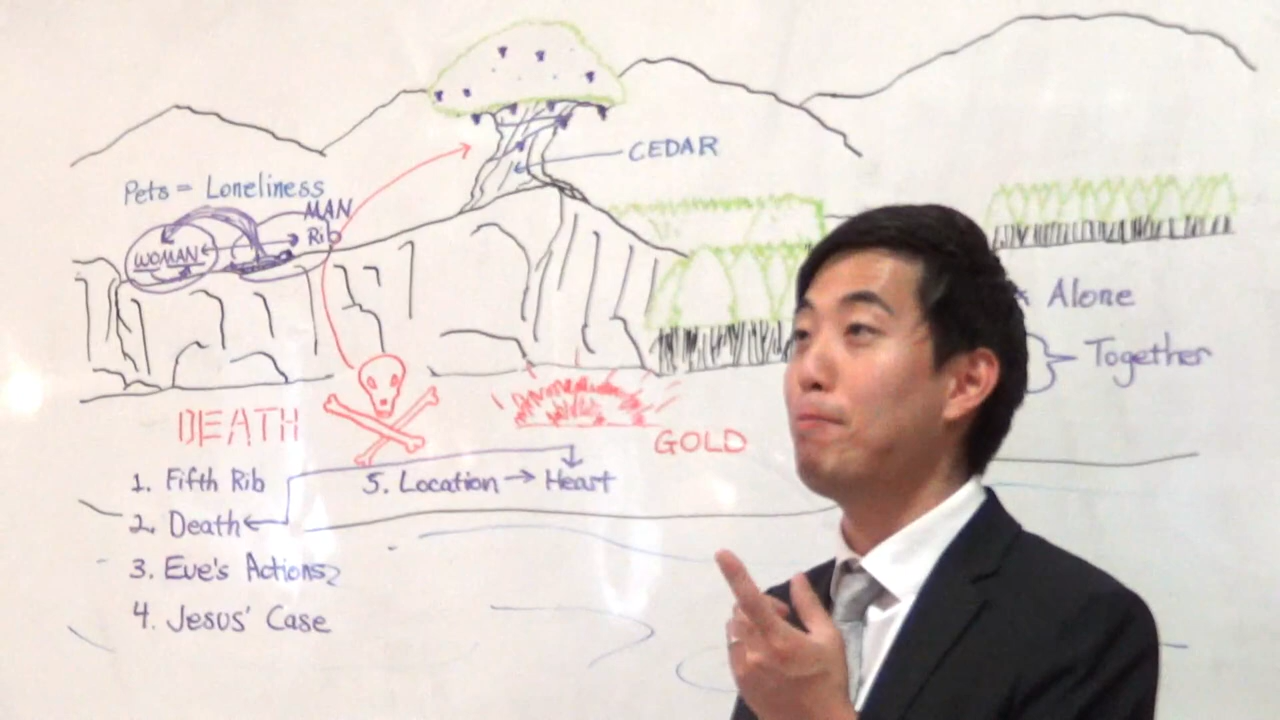 CEDAR
Pets = Loneliness
MAN
Rib
WOMAN
Alone
Together
DEATH
GOLD
1. Fifth Rib
5. Location → Heart
2. Death
3. Eve's Actions
4. Jesus' Case